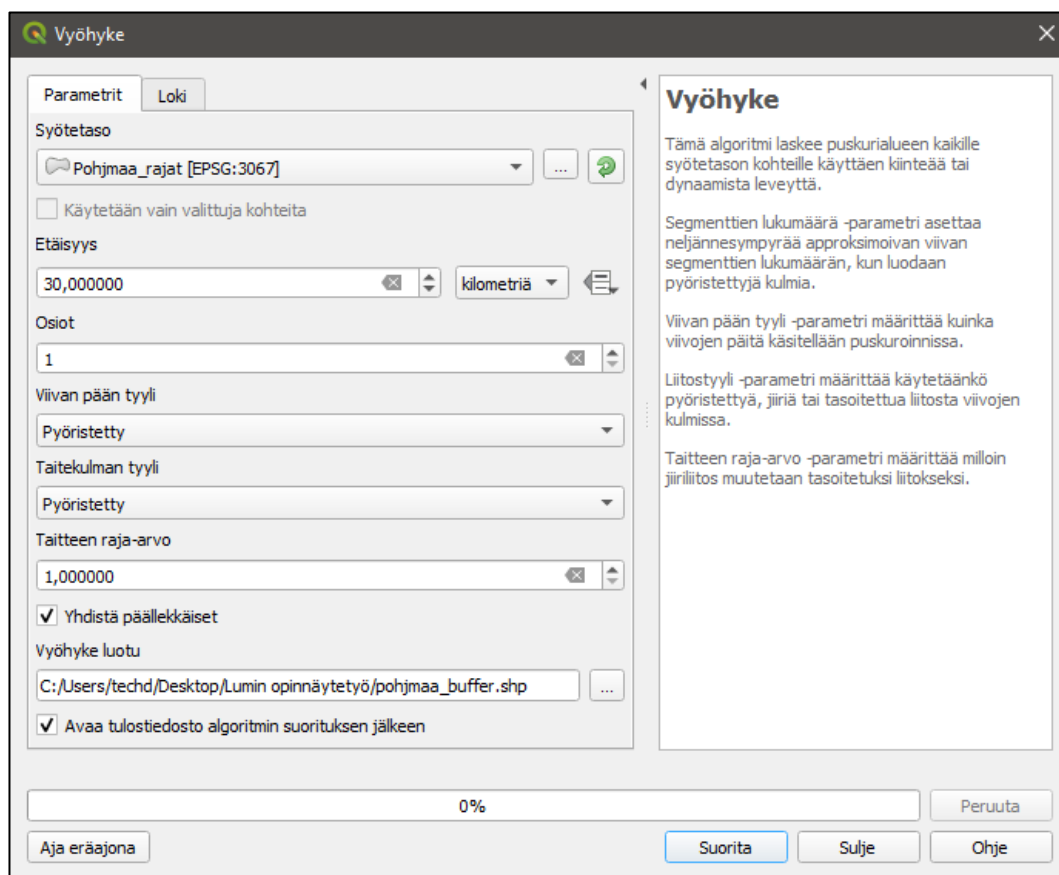 Vyöhyke
Parametrit
Loki
Syötetaso
Pohjmaa_rajat [EPSG:3067]
...
Käytetään vain valittuja kohteita
Etäisyys
30,000000
kilometriä
Osiot
1
Viivan pään tyyli
Pyöristetty
Taitekulman tyyli
Pyöristetty
Taitteen raja-arvo
1,000000
Yhdistä päällekkäiset
Vyöhyke luotu
C:/Users/techd/Desktop/Lumin opinnäytetyö/pohjmaa_buffer.shp
...
Avaa tulostiedosto algoritmin suorituksen jälkeen
Vyöhyke
Tämä algoritmi laskee puskurialueen kaikille
syötetason kohteille käyttäen kiinteää tai
dynaamista leveyttä.
Segmenttien lukumäärä -parametri asettaa
neljännesympyrää approksimoivan viivan
segmenttien lukumäärän, kun luodaan
pyöristettyjä kulmia.
Viivan pään tyyli -parametri määrittää kuinka
viivojen päitä käsitellään puskuroinnissa.
Liitostyyli -parametri määrittää käytetäänkö
pyöristettyä, jiiriä tai tasoitettua liitosta viivojen
kulmissa.
Taitteen raja-arvo -parametri määrittää milloin
jiiriliitos muutetaan tasoitetuksi liitokseksi.
0%
Peruuta
Aja eräajona
Suorita
Sulje
Ohje